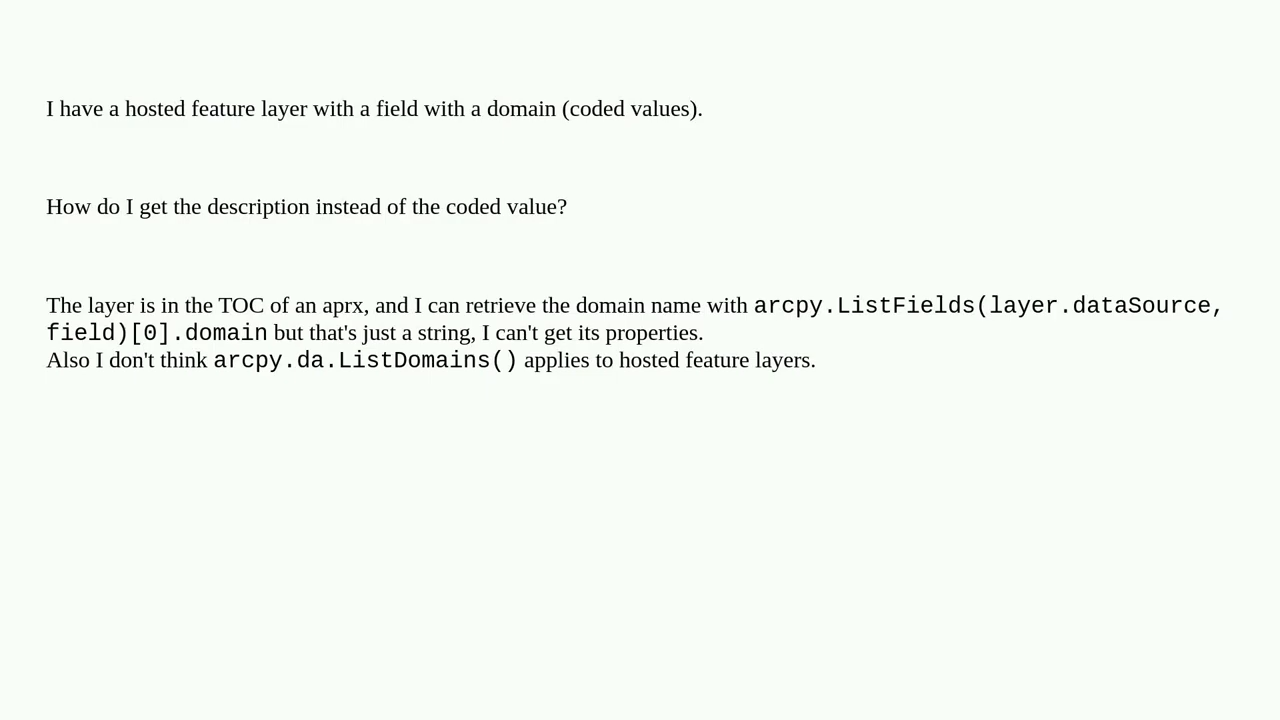 I have a hosted feature layer with a field with a domain (coded values).
How do I get the description instead of the coded value?
The layer is in the TOC of an aprx, and I can retrieve the domain name with arcpy.ListFields(layer.dataSource,
field)[0].domain but that's just a string, I can't get its properties.
Also I don't think arcpy.da.ListDomains() applies to hosted feature layers.